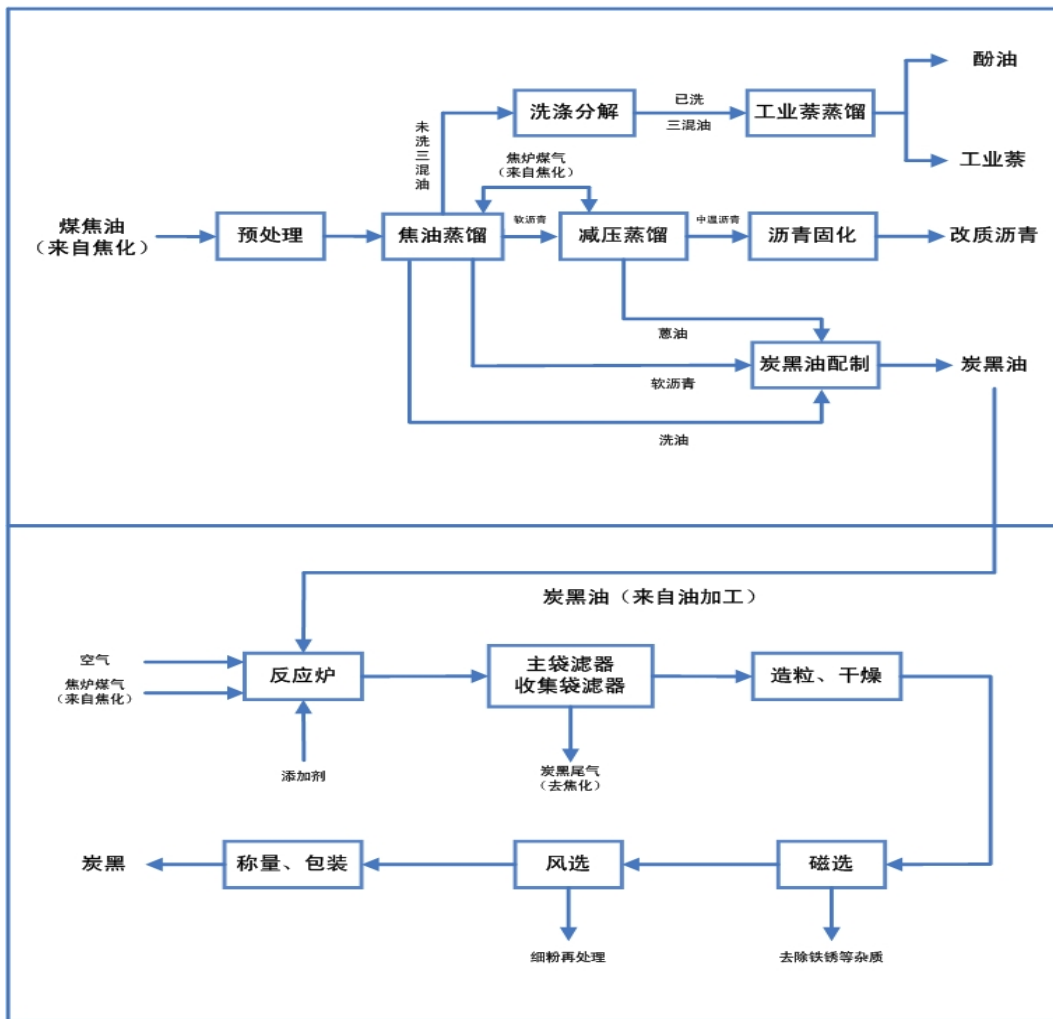 酚油
洗涤分解
已洗
三混油
工业萘蒸馏
未洗三混油
焦炉煤气
（来自焦化）
工业萘
煤焦油
（来自焦化）
预处理
焦油蒸馏
软沥青
减压蒸馏
中温沥青
沥青固化
改质沥青
蒽油
炭黑油配制
炭黑油
软沥青
洗油
炭黑油（来自油加工）
空气
焦炉煤气
（来自焦化）
反应炉
主袋滤器
收集袋滤器
造粒、干燥
添加剂
炭黑尾气
（去焦化）
炭黑
称量、包装
风选
磁选
细粉再处理
去除铁锈等杂质